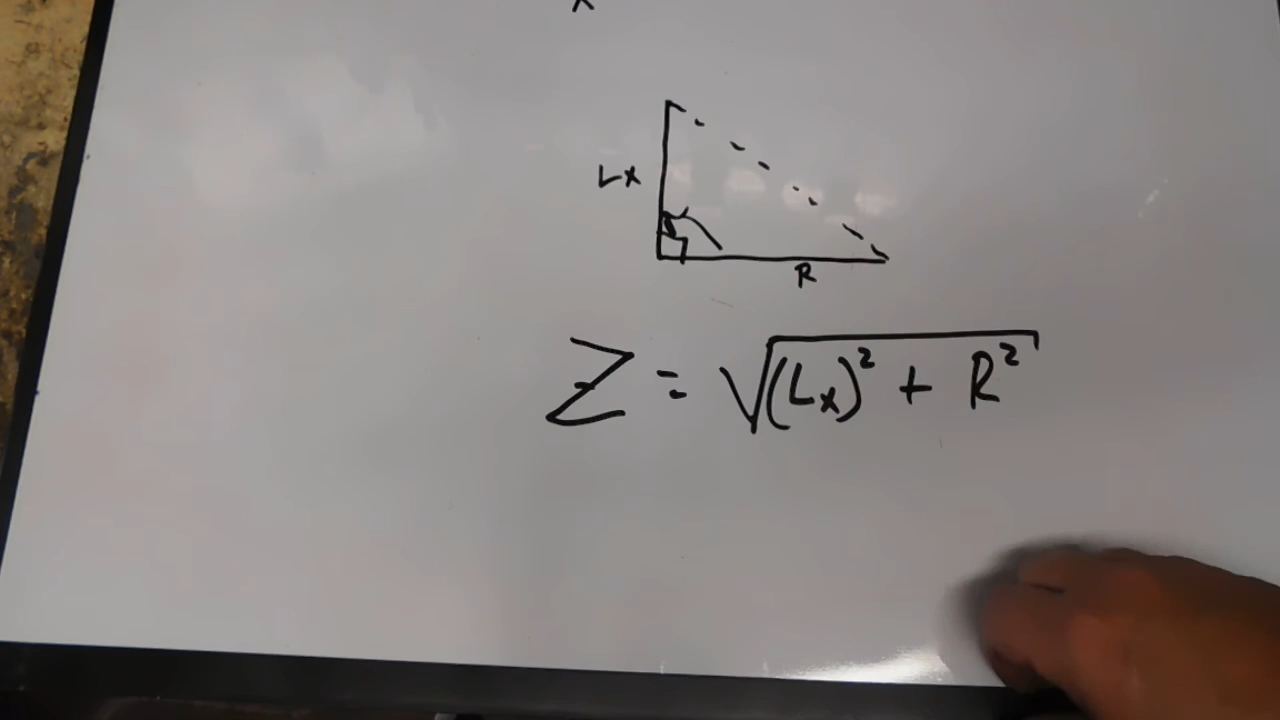 Lx
R
Z = √((Lx)² + R²)